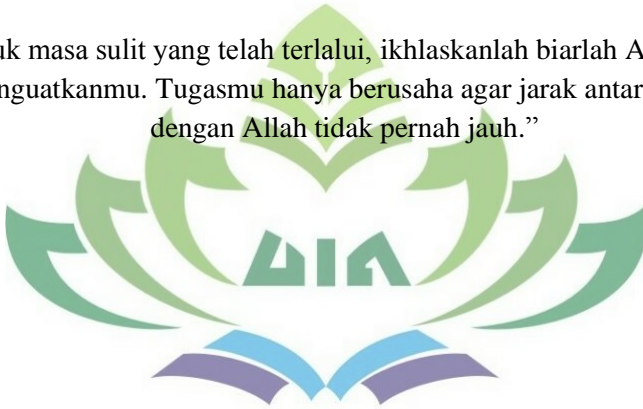 uk masa sulit yang telah terlalui, ikhlaskanlah biarlah A
nguatkanmu. Tugasmu hanya berusaha agar jarak antar
dengan Allah tidak pernah jauh.”
UIN